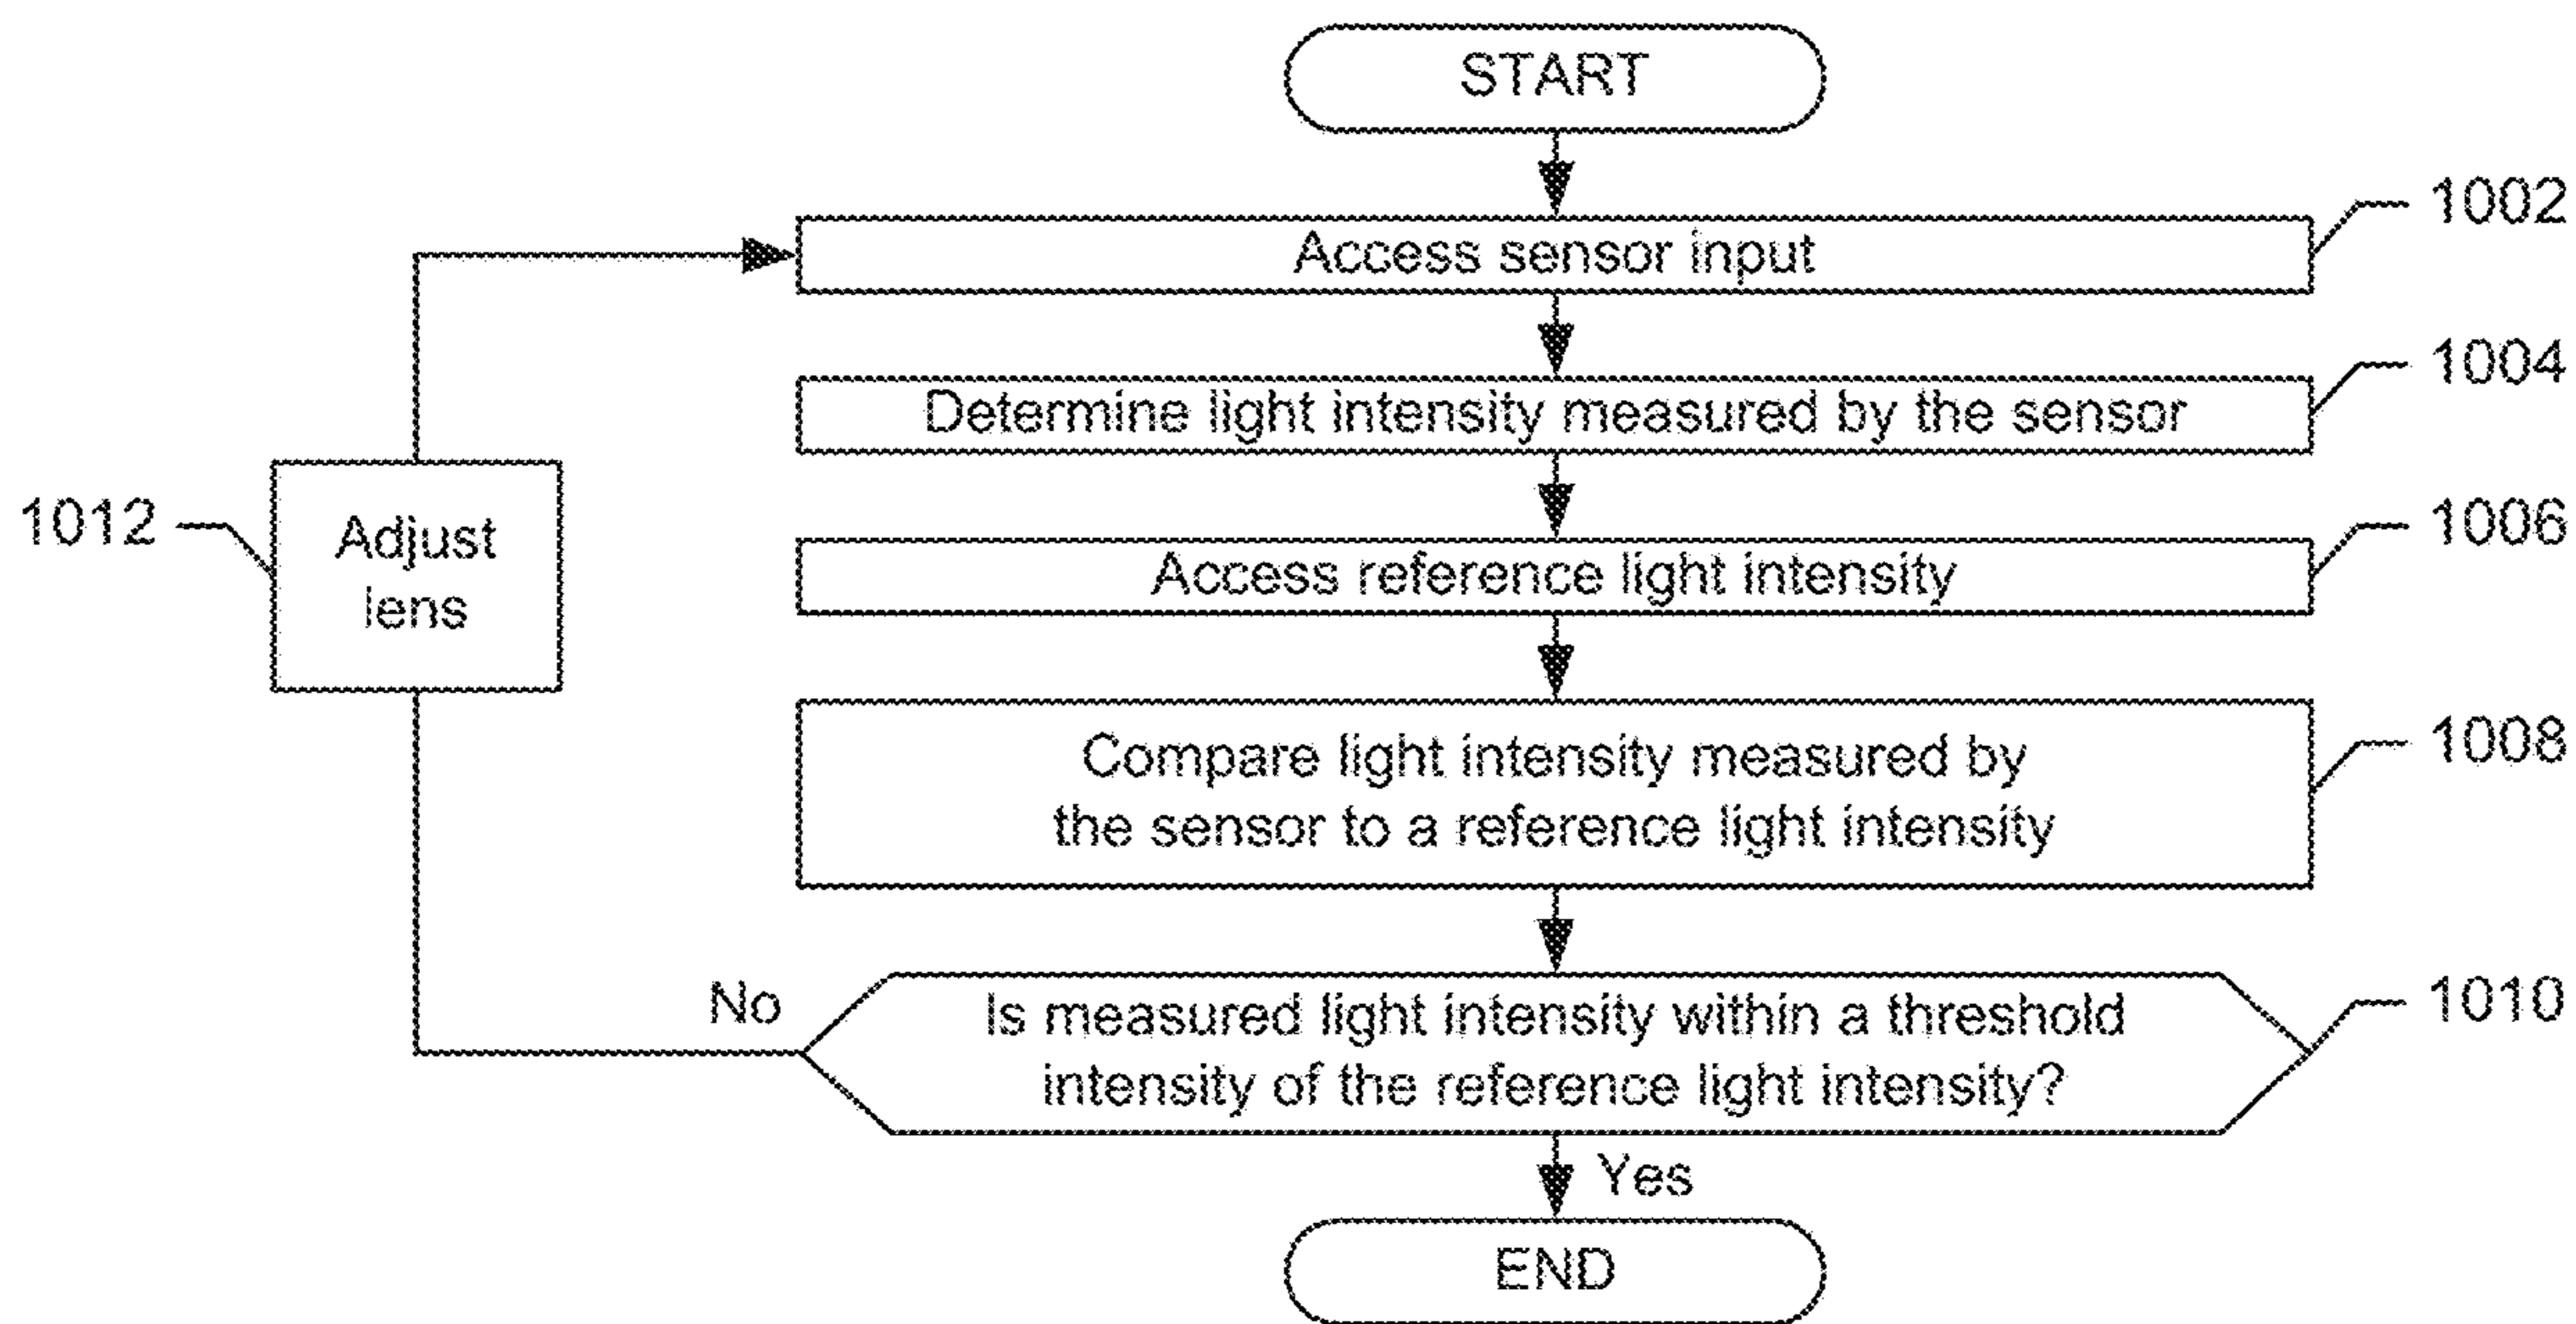 START
1002
Access sensor input
1004
Determine light intensity measured by the sensor
1012
Adjust
lens
1006
Access reference light intensity
1008
Compare light intensity measured by
the sensor to a reference light intensity
No
Is measured light intensity within a threshold
intensity of the reference light intensity?
1010
Yes
END